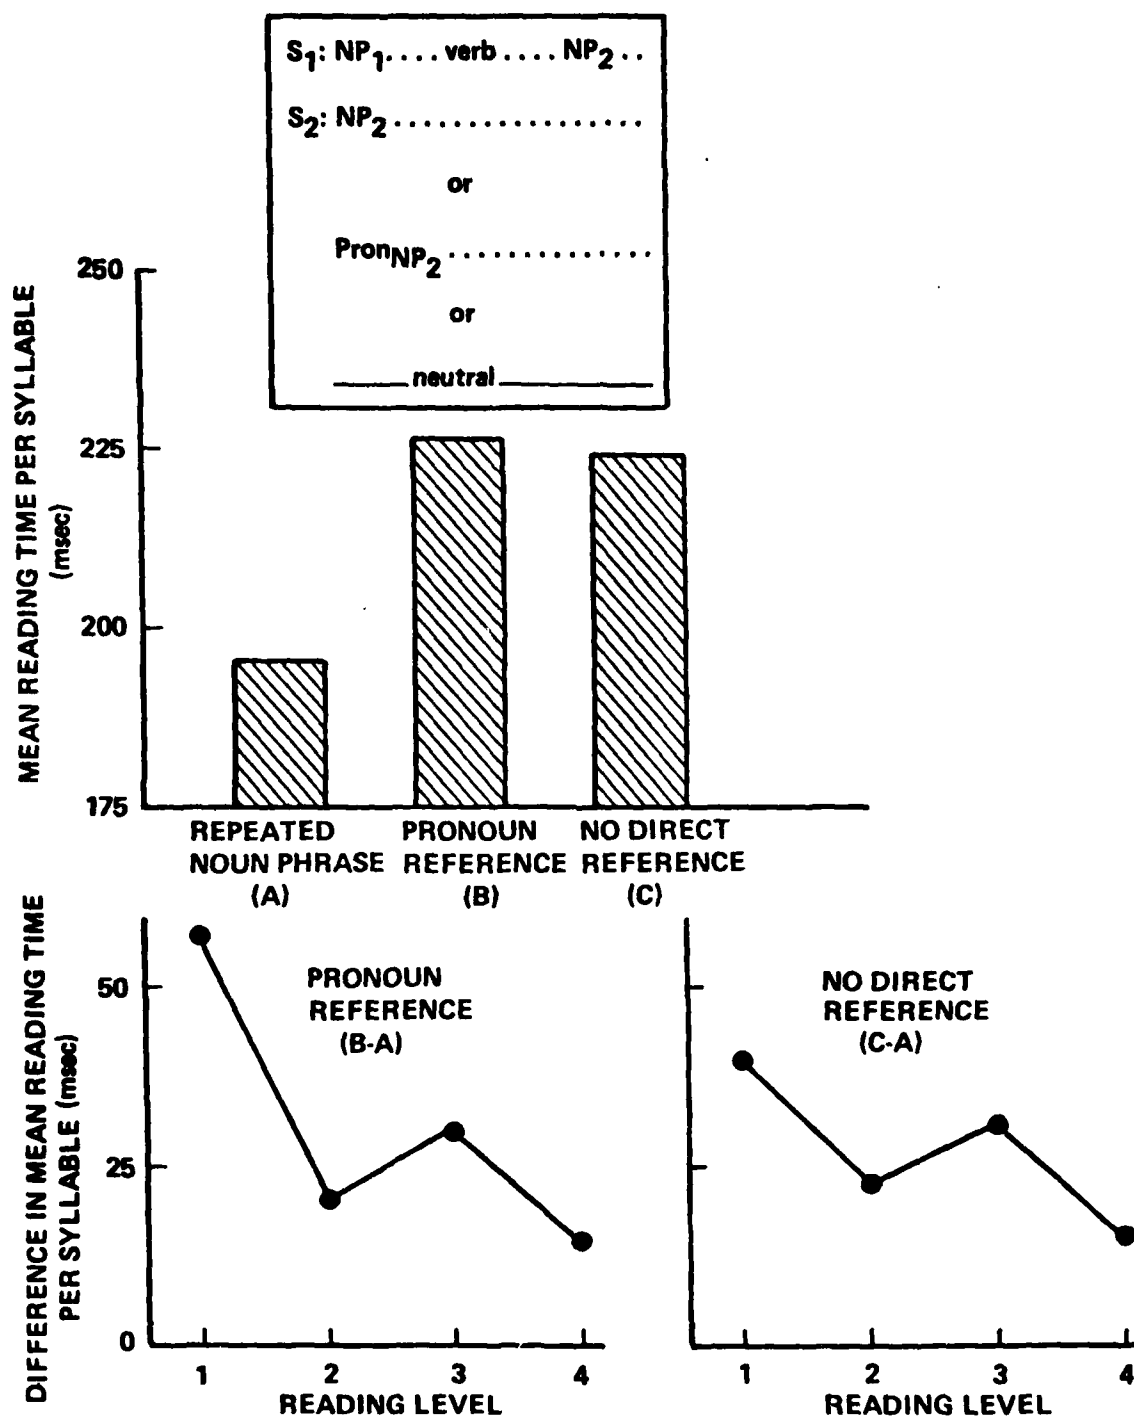 S1: NP1.... verb .... NP2..
S2: NP2.................
or
PronNP2..............
or
____neutral________
MEAN READING TIME PER SYLLABLE
(msec)
250
225
200
175
REPEATED
NOUN PHRASE
(A)
PRONOUN
REFERENCE
(B)
NO DIRECT
REFERENCE
(C)
DIFFERENCE IN MEAN READING TIME
PER SYLLABLE (msec)
50
25
0
PRONOUN
REFERENCE
(B-A)
1 2 3 4
READING LEVEL
NO DIRECT
REFERENCE
(C-A)
1 2 3 4
READING LEVEL